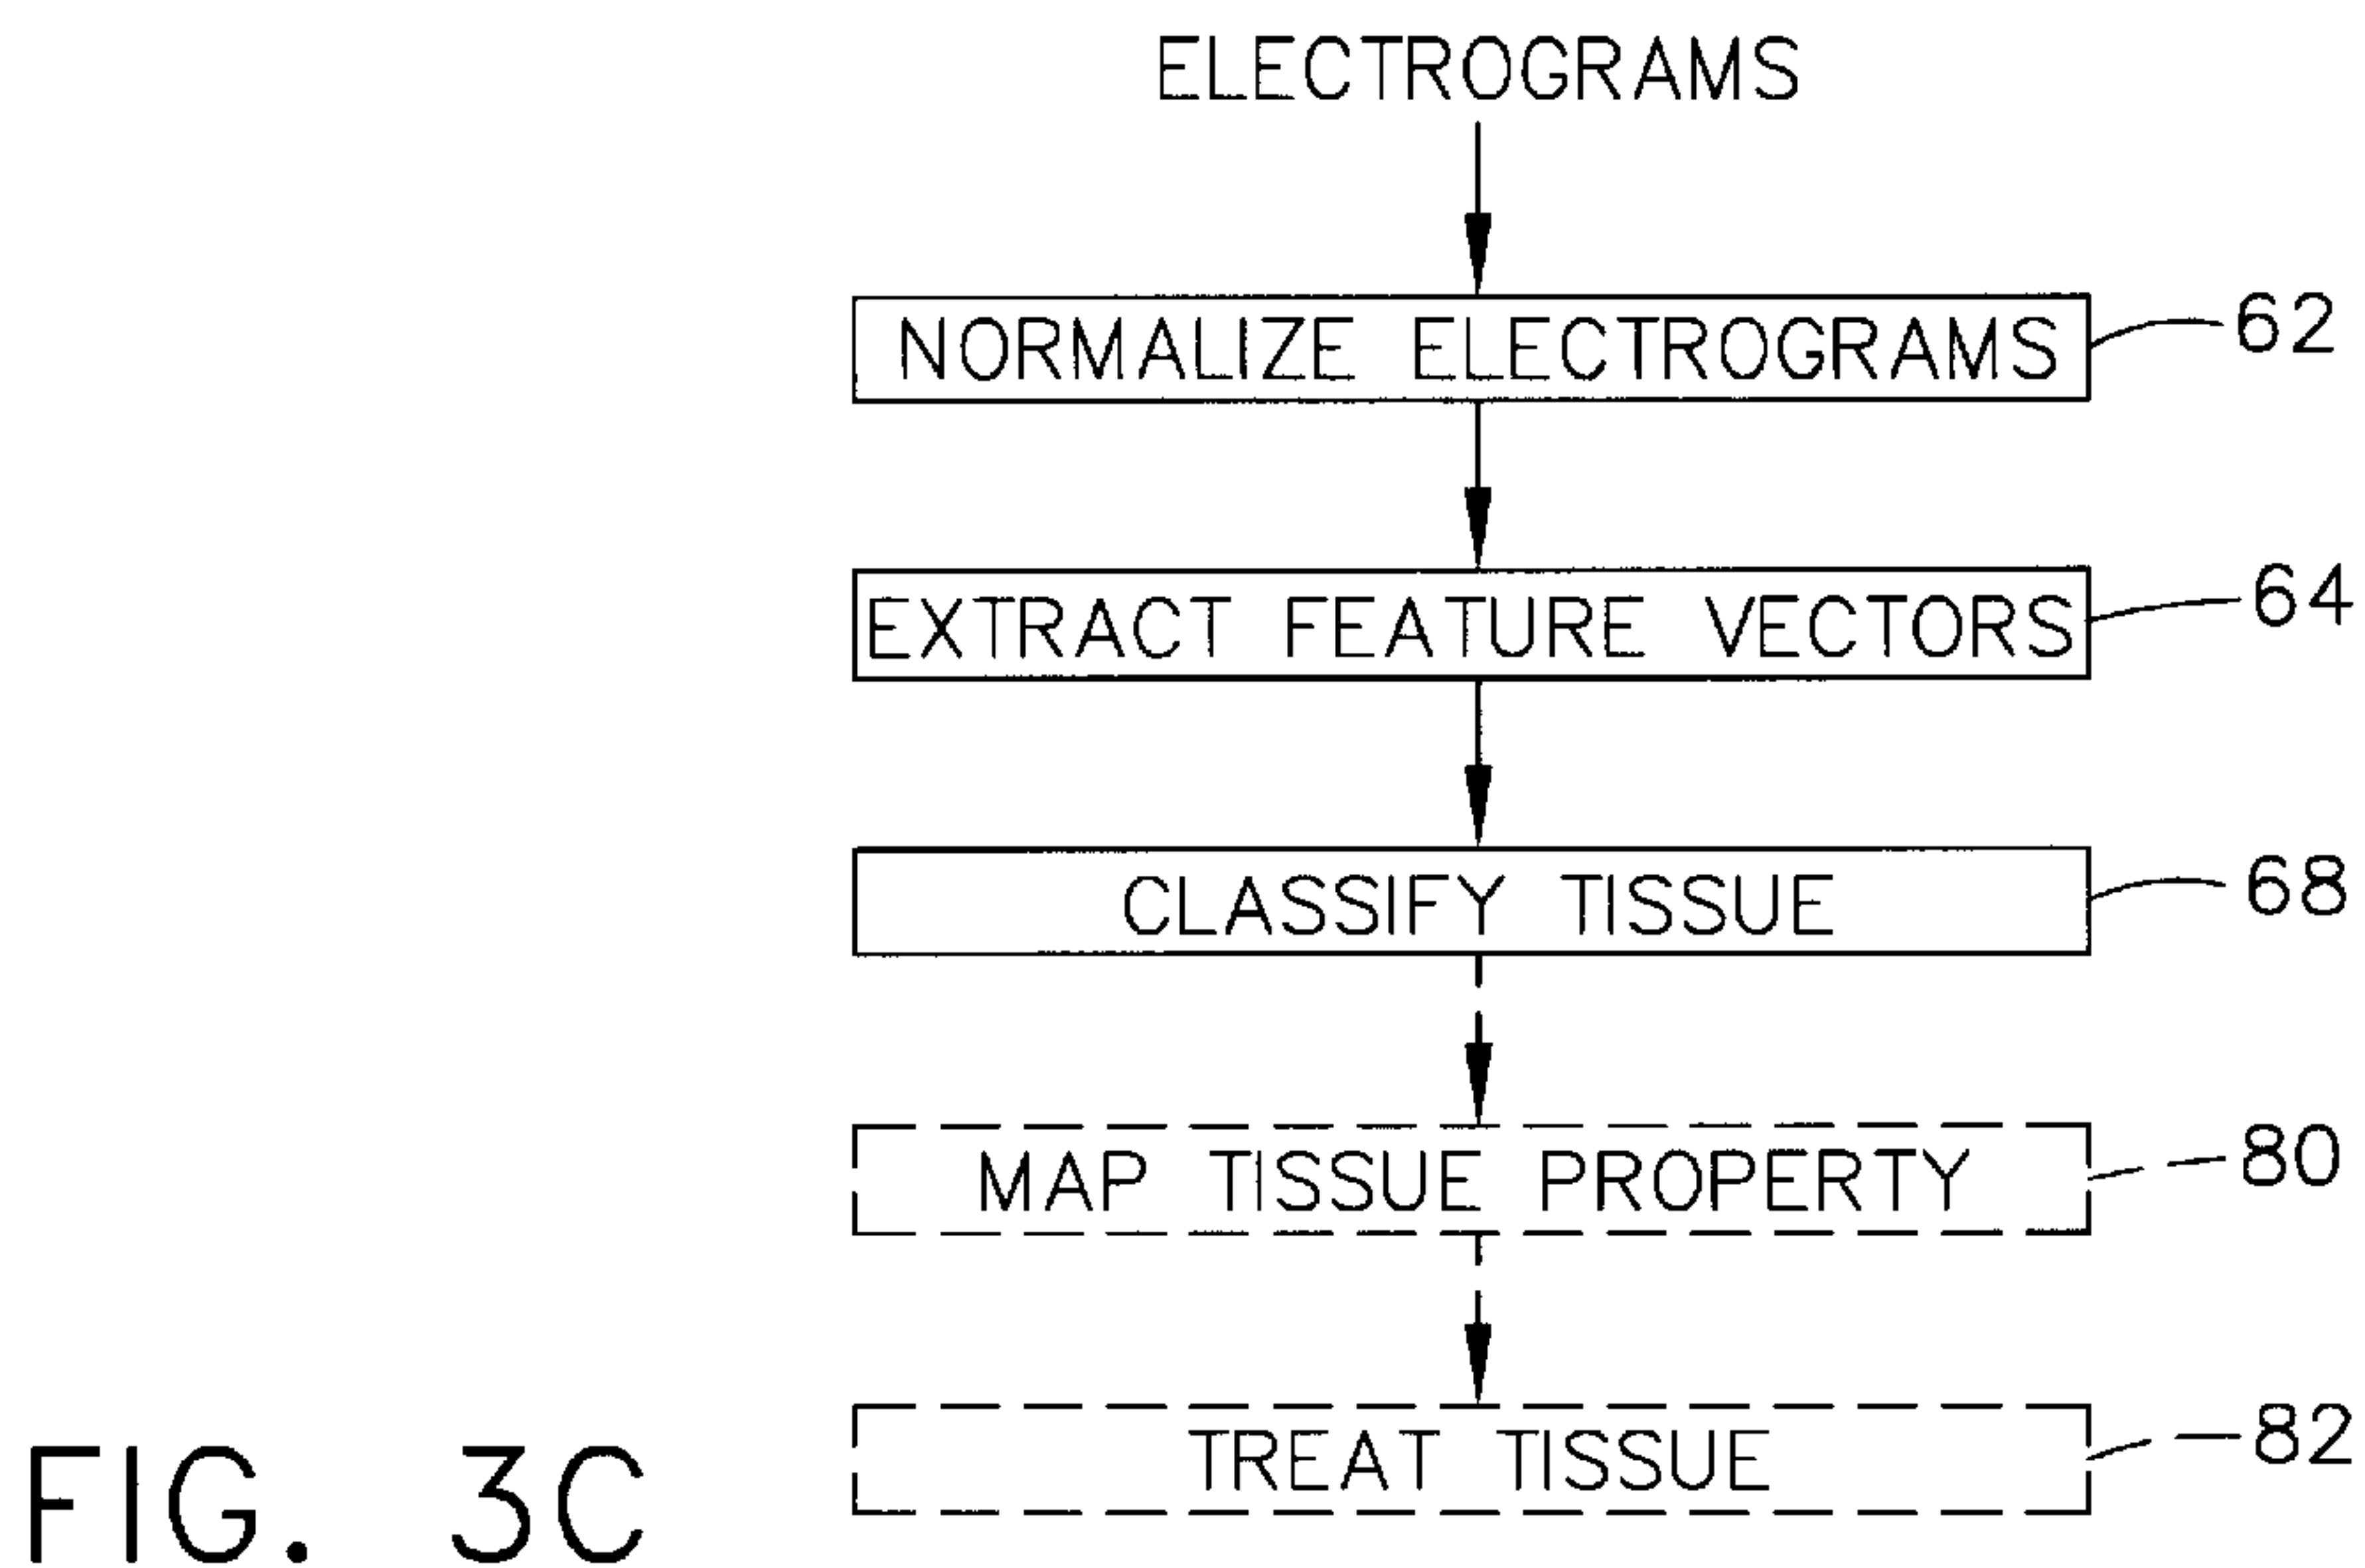 ELECTROGRAMS
NORMALIZE ELECTROGRAMS
62
EXTRACT FEATURE VECTORS
64
CLASSIFY TISSUE
68
MAP TISSUE PROPERTY
80
TREAT TISSUE
82
FIG. 3C